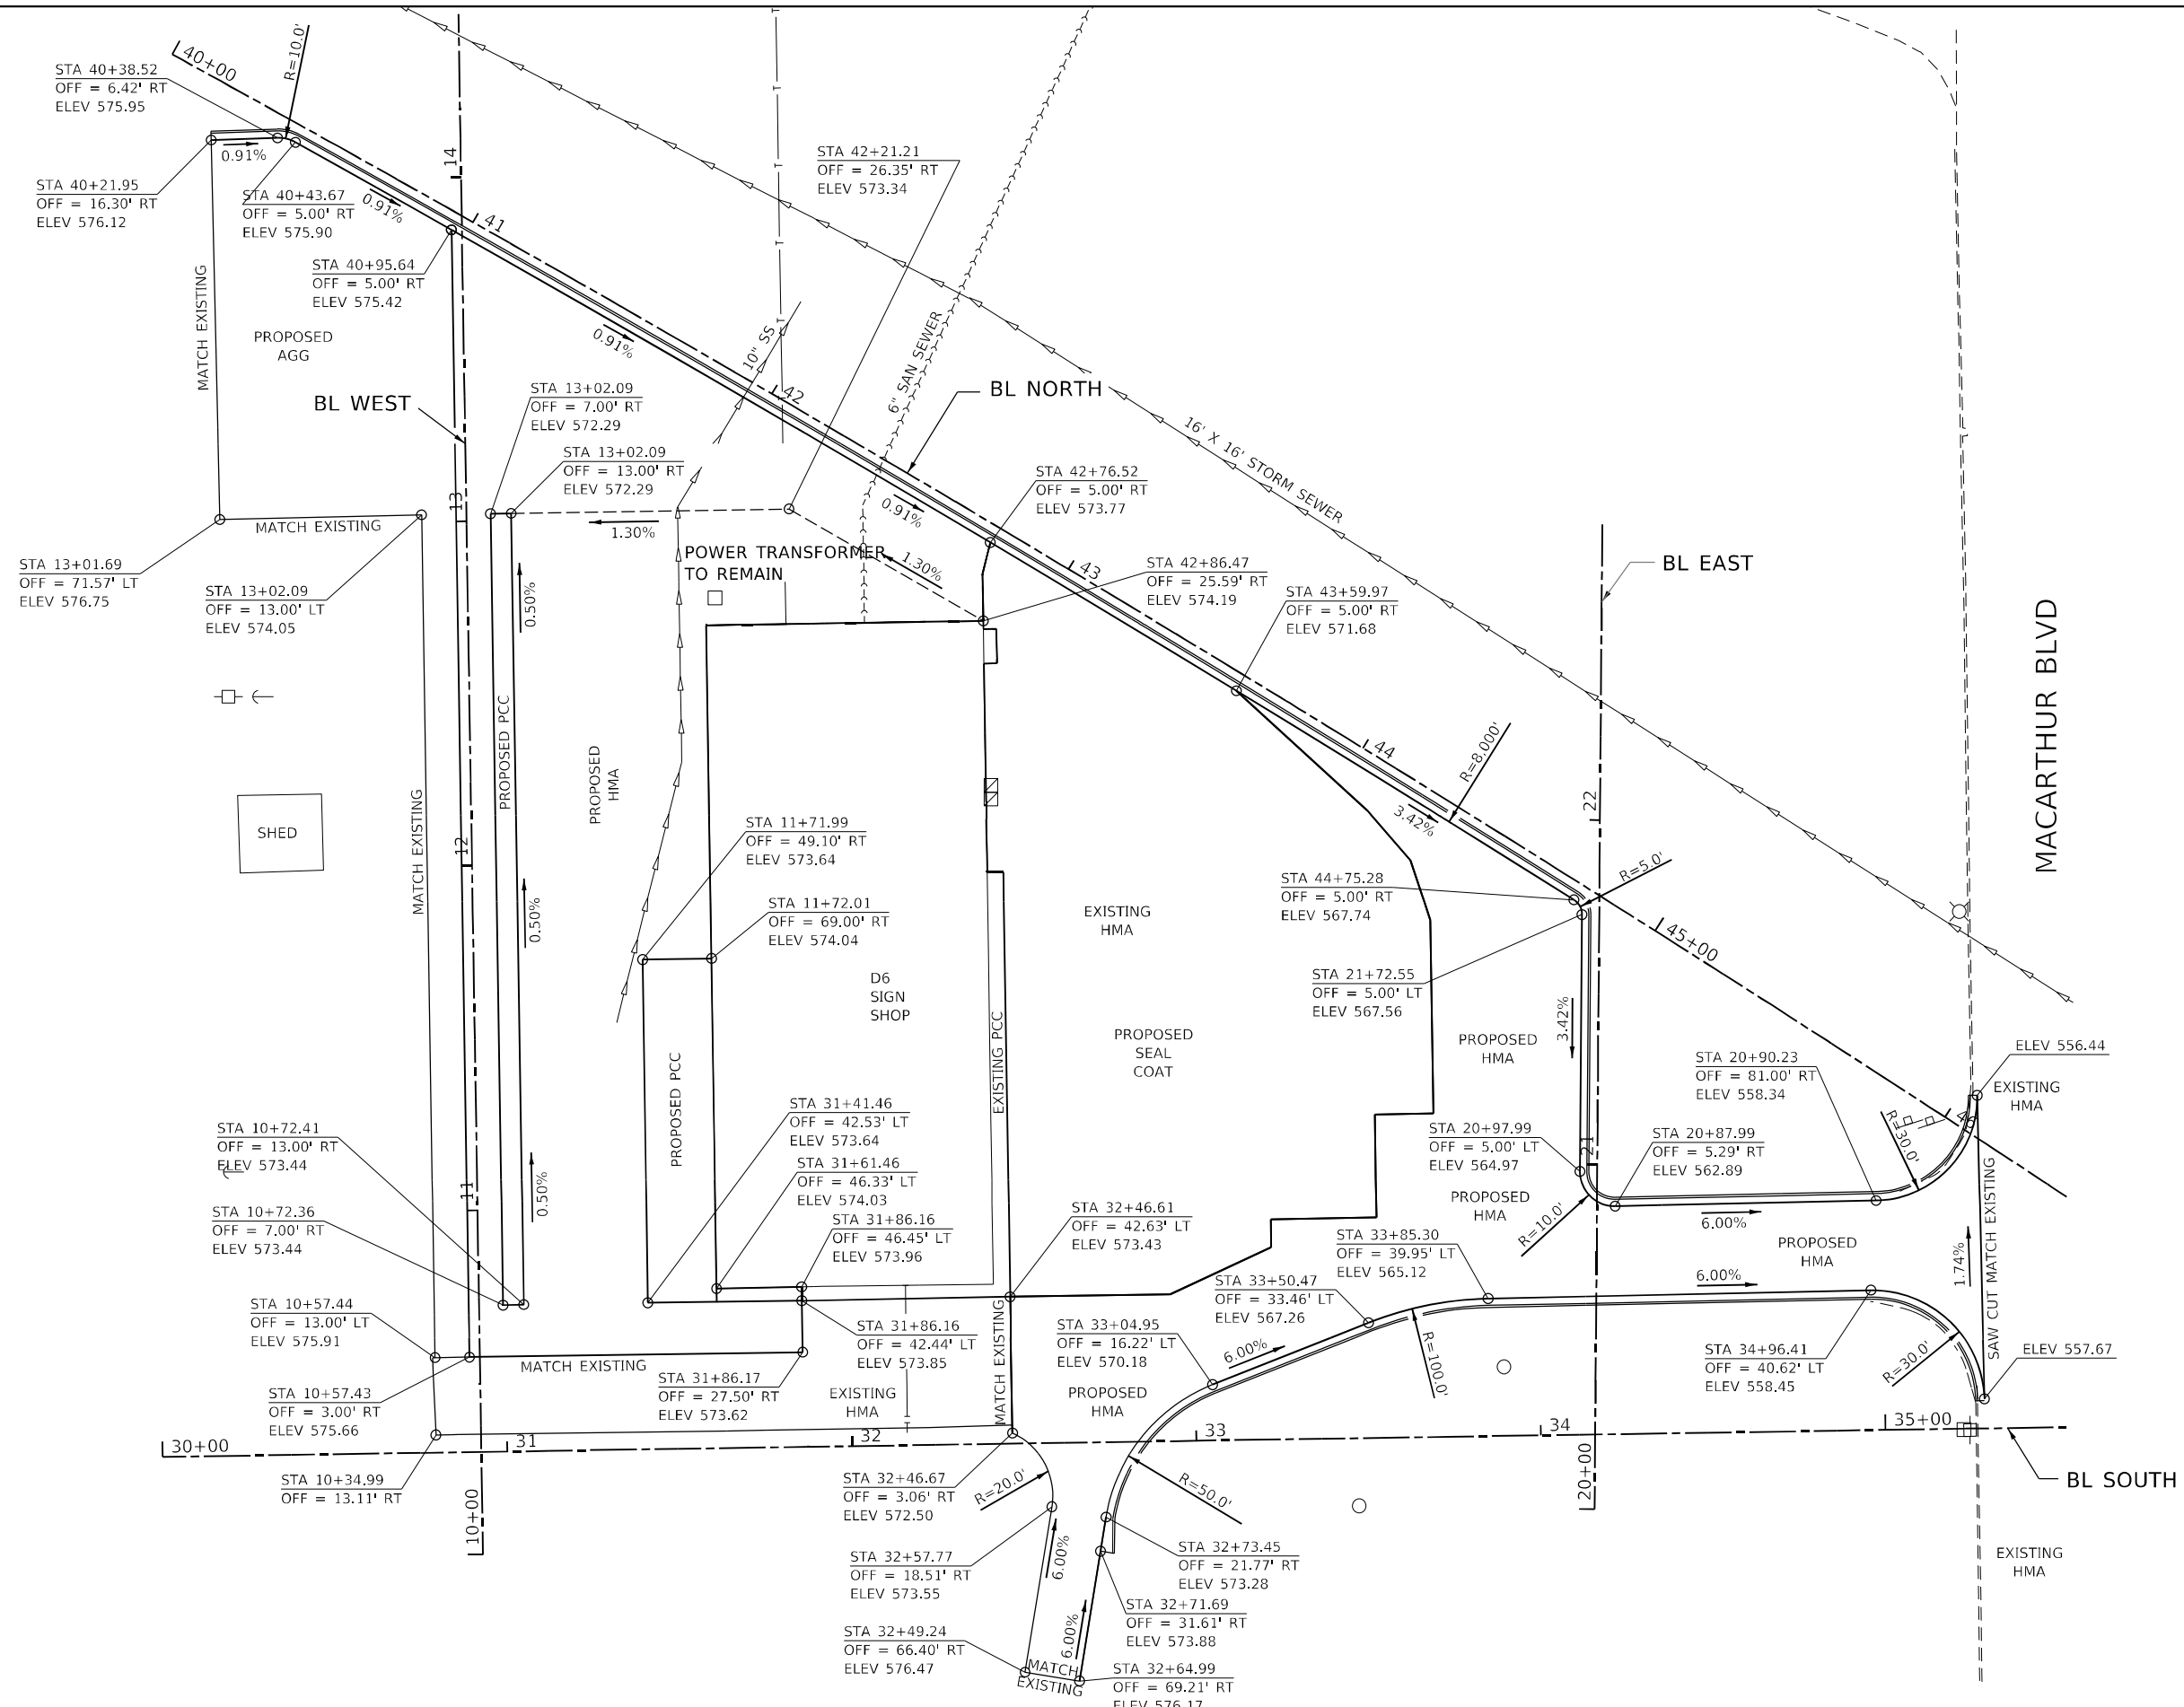 40+00
R=10.0'
STA 40+38.52
OFF = 6.42' RT
ELEV 575.95
0.91%
14
STA 40+21.95
OFF = 16.30' RT
ELEV 576.12
STA 40+43.67
OFF = 5.00' RT
ELEV 575.90
0.91%
41
STA 42+21.21
OFF = 26.35' RT
ELEV 573.34
STA 40+95.64
OFF = 5.00' RT
ELEV 575.42
MATCH EXISTING
PROPOSED
AGG
0.91%
10" SS
6" SAN SEWER
BL WEST
42
BL NORTH
STA 13+02.09
OFF = 7.00' RT
ELEV 572.29
STA 13+02.09
OFF = 13.00' RT
ELEV 572.29
16' X 16' STORM SEWER
STA 42+76.52
OFF = 5.00' RT
ELEV 573.77
13
MATCH EXISTING
0.91%
1.30%
POWER TRANSFORMER
TO REMAIN
1.30%
43
BL EAST
STA 13+01.69
OFF = 71.57' LT
ELEV 576.75
STA 13+02.09
OFF = 13.00' LT
ELEV 574.05
0.50%
STA 42+86.47
OFF = 25.59' RT
ELEV 574.19
STA 43+59.97
OFF = 5.00' RT
ELEV 571.68
MACARTHUR BLVD
PROPOSED PCC
PROPOSED
HMA
44
R=8.000'
3.42%
22
SHED
MATCH EXISTING
12
STA 11+71.99
OFF = 49.10' RT
ELEV 573.64
R=5.0'
STA 44+75.28
OFF = 5.00' RT
ELEV 567.74
0.50%
STA 11+72.01
OFF = 69.00' RT
ELEV 574.04
EXISTING
HMA
45+00
D6
SIGN
SHOP
STA 21+72.55
OFF = 5.00' LT
ELEV 567.56
3.42%
EXISTING PCC
PROPOSED
SEAL
COAT
PROPOSED
HMA
ELEV 556.44
STA 20+90.23
OFF = 81.00' RT
ELEV 558.34
EXISTING
HMA
PROPOSED PCC
STA 31+41.46
OFF = 42.53' LT
ELEV 573.64
STA 10+72.41
OFF = 13.00' RT
ELEV 573.44
STA 20+97.99
OFF = 5.00' LT
ELEV 564.97
21
STA 20+87.99
OFF = 5.29' RT
ELEV 562.89
R=30.0'
STA 31+61.46
OFF = 46.33' LT
ELEV 574.03
0.50%
11
STA 10+72.36
OFF = 7.00' RT
ELEV 573.44
STA 31+86.16
OFF = 46.45' LT
ELEV 573.96
STA 32+46.61
OFF = 42.63' LT
ELEV 573.43
PROPOSED
HMA
R=10.0'
6.00%
STA 33+85.30
OFF = 39.95' LT
ELEV 565.12
PROPOSED
HMA
1.74%
SAW CUT MATCH EXISTING
6.00%
STA 33+50.47
OFF = 33.46' LT
ELEV 567.26
STA 10+57.44
OFF = 13.00' LT
ELEV 575.91
MATCH EXISTING
STA 31+86.16
OFF = 42.44' LT
ELEV 573.85
STA 33+04.95
OFF = 16.22' LT
ELEV 570.18
6.00%
R=100.0'
STA 34+96.41
OFF = 40.62' LT
ELEV 558.45
R=30.0'
ELEV 557.67
MATCH EXISTING
STA 31+86.17
OFF = 27.50' RT
ELEV 573.62
EXISTING
HMA
PROPOSED
HMA
STA 10+57.43
OFF = 3.00' RT
ELEV 575.66
30+00
31
32
33
34
35+00
STA 10+34.99
OFF = 13.11' RT
10+00
STA 32+46.67
OFF = 3.06' RT
ELEV 572.50
R=20.0'
R=50.0'
20+00
BL SOUTH
STA 32+57.77
OFF = 18.51' RT
ELEV 573.55
6.00%
STA 32+73.45
OFF = 21.77' RT
ELEV 573.28
EXISTING
HMA
STA 32+71.69
OFF = 31.61' RT
ELEV 573.88
6.00%
STA 32+49.24
OFF = 66.40' RT
ELEV 576.47
MATCH
EXISTING
STA 32+64.99
OFF = 69.21' RT
ELEV 576.17